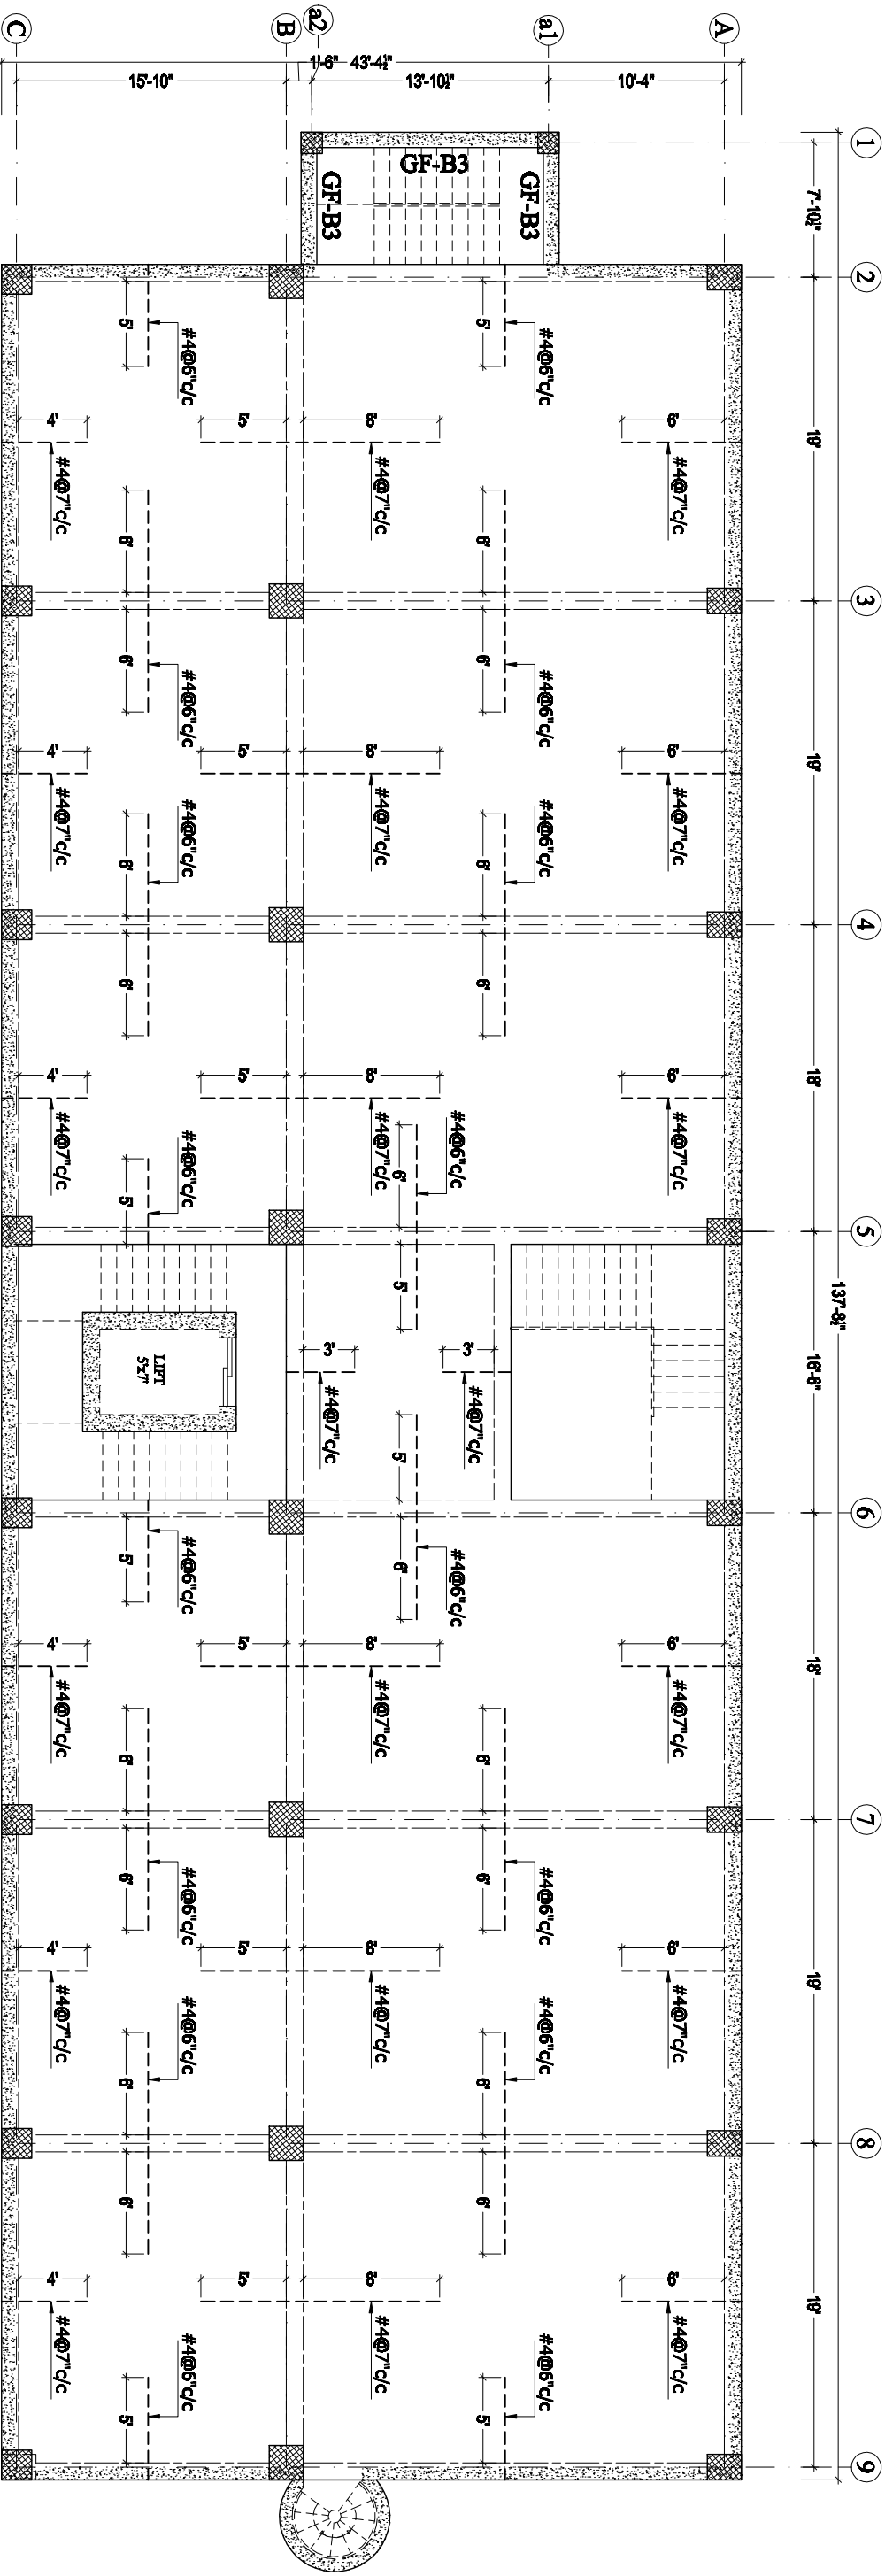 1 2 3 4 5 6 7 8 9
137'-8½"
7'-10½" 19' 19' 18' 16'-6" 18' 19' 19'
A
10'-4"
6' 6' 6' 6' 6' 6'
#4@7"c/c #4@7"c/c #4@7"c/c #4@7"c/c #4@7"c/c #4@7"c/c
a1
#4@6"c/c #4@6"c/c #4@6"c/c #4@6"c/c #4@6"c/c #4@6"c/c
GF-B3
5' 6' 6' 6' 6' 6' 6' 6' 6' 5'
#4@7"c/c
3'
#4@6"c/c #4@6"c/c
GF-B3
13'-10½"
6' 5' 5' 6'
8' 8' 8' 8' 8' 8'
#4@7"c/c #4@7"c/c #4@7"c/c #4@7"c/c #4@7"c/c #4@7"c/c
43'-4½"
GF-B3
3'
#4@7"c/c
a2
1'-6"
B
5' 5' 5' 5' 5' 5'
#4@6"c/c #4@6"c/c #4@6"c/c #4@6"c/c #4@6"c/c #4@6"c/c #4@6"c/c #4@6"c/c
LIFT
5'x7'
15'-10"
5' 6' 6' 6' 6' 5' 5' 6' 6' 6' 6' 5'
4' 4' 4' 4' 4' 4'
#4@7"c/c #4@7"c/c #4@7"c/c #4@7"c/c #4@7"c/c #4@7"c/c
C